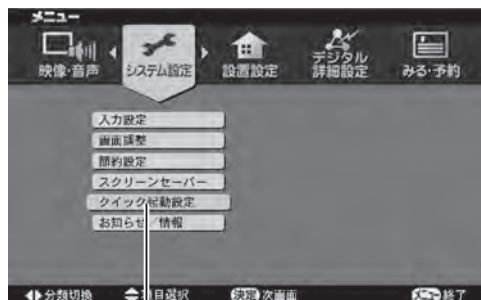 メニュー
映像・音声
システム設定
設置設定
デジタル
詳細設定
みる・予約
入力設定
画面調整
節約設定
スクリーンセーバー
クイック起動設定
お知らせ/情報
分類切換 項目選択 決定 次画面 メニュー 終了